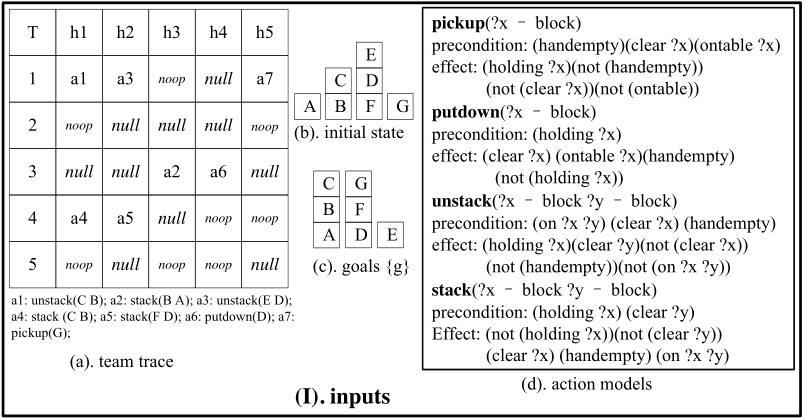 T h1 h2 h3 h4 h5
1 a1 a3 noop null a7
2 noop null null null noop
3 null null a2 a6 null
4 a4 a5 null noop noop
5 noop null noop noop null
a1: unstack(C B); a2: stack(B A); a3: unstack(E D);
a4: stack (C B); a5: stack(F D); a6: putdown(D); a7:
pickup(G);
(a). team trace
E
C D
A B F G
(b). initial state
C G
B F
A D E
(c). goals {g}
pickup(?x – block)
precondition: (handempty)(clear ?x)(ontable ?x)
effect: (holding ?x)(not (handempty))
(not (clear ?x))(not (ontable))
putdown(?x – block)
precondition: (holding ?x)
effect: (clear ?x) (ontable ?x)(handempty)
(not (holding ?x))
unstack(?x – block ?y – block)
precondition: (on ?x ?y) (clear ?x) (handempty)
effect: (holding ?x)(clear ?y)(not (clear ?x))
(not (handempty))(not (on ?x ?y))
stack(?x – block ?y – block)
precondition: (holding ?x) (clear ?y)
Effect: (not (holding ?x))(not (clear ?y))
(clear ?x) (handempty) (on ?x ?y)
(d). action models
(I). inputs